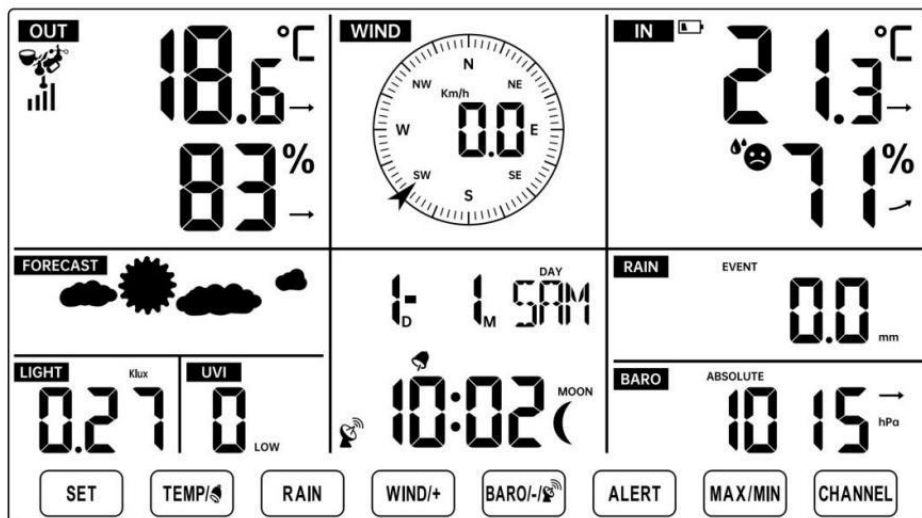 OUT
18.6 °C
83 %
WIND
N
NW NE
Km/h
W 0.0 E
SW SE
S
IN
21.3 °C
71 %
FORECAST
DAY
1D- 1M SAM
10:02 MOON
RAIN EVENT
0.0 mm
LIGHT Klux
0.27
UVI
0 LOW
BARO ABSOLUTE
1015 hPa
SET TEMP/ RAIN WIND/+ BARO/-/ ALERT MAX/MIN CHANNEL